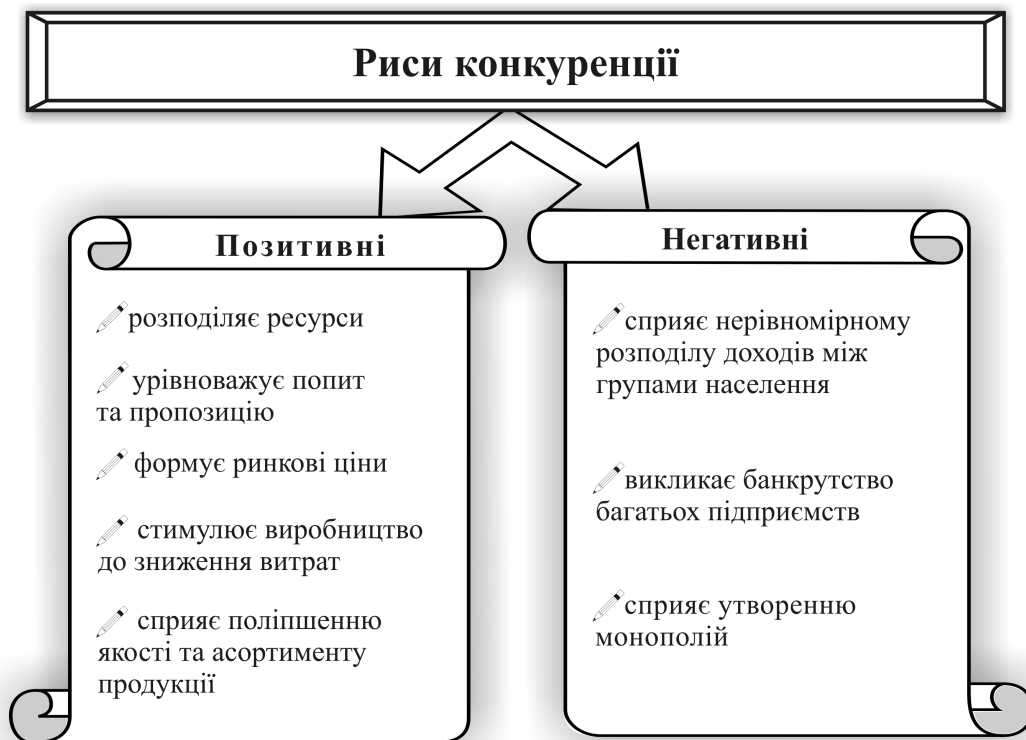 Риси конкуренції
Позитивні
розподіляє ресурси
урівноважує попит
та пропозицію
формує ринкові ціни
стимулює виробництво
до зниження витрат
сприяє поліпшенню
якості та асортименту
продукції
Негативні
сприяє нерівномірному
розподілу доходів між
групами населення
викликає банкрутство
багатьох підприємств
сприяє утворенню
монополій